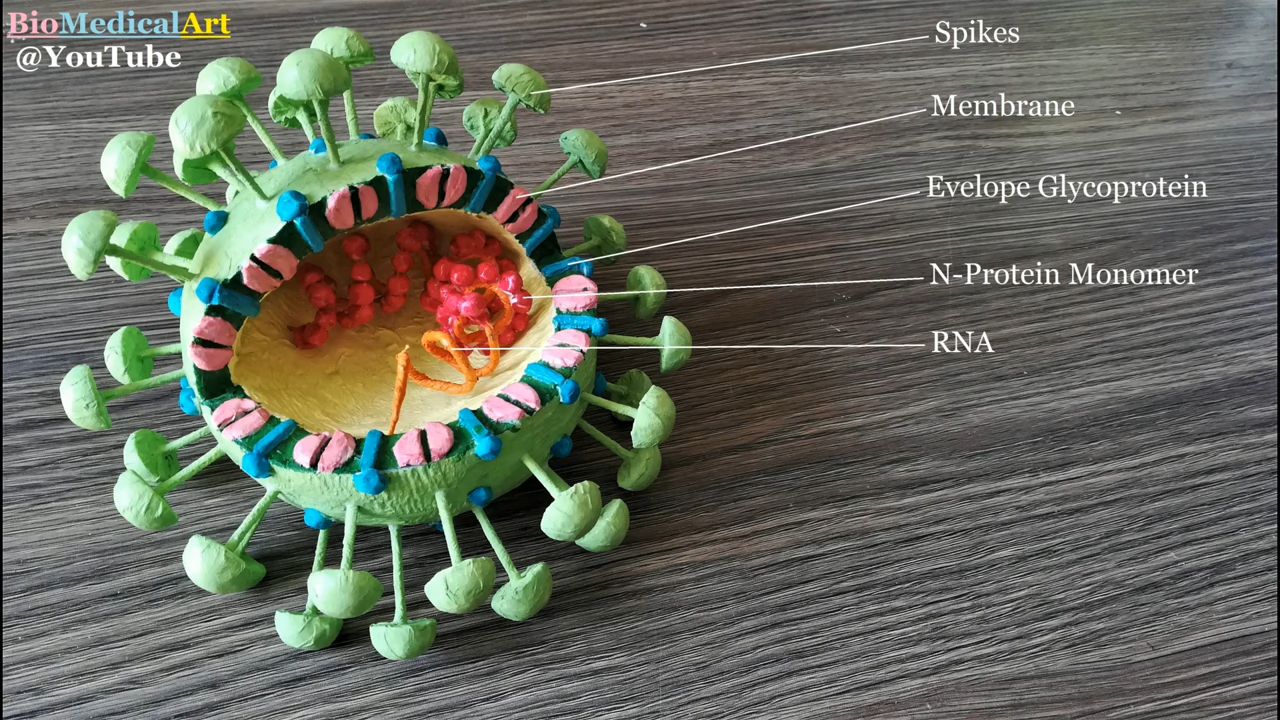 BioMedicalArt
@YouTube
Spikes
Membrane
Evelope Glycoprotein
N-Protein Monomer
RNA